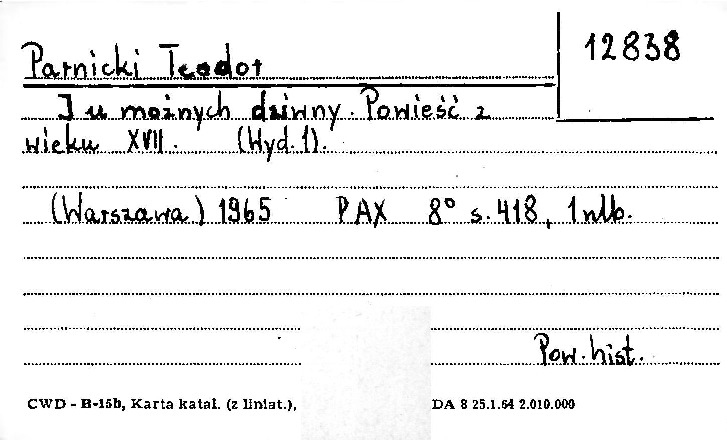 12838
Parnicki Teodor
I u możnych dziwny. Powieść z
wieku XVII. (Wyd. 1).
(Warszawa) 1965 PAX 8° s. 418, 1 nlb.
Pow. hist.
CWD - B-15b, Karta katal. (z liniat.), DA 8 25.1.64 2.010.000